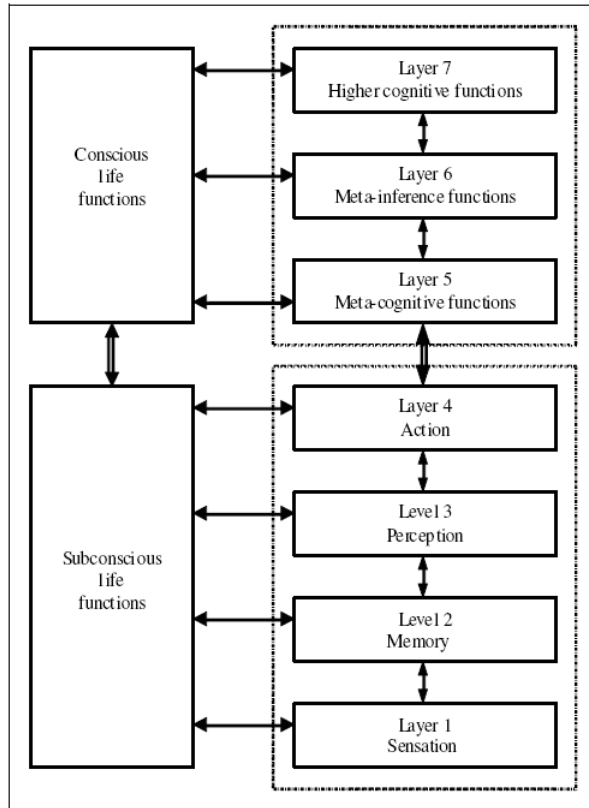 Conscious
life
functions
Layer 7
Higher cognitive functions
Layer 6
Meta-inference functions
Layer 5
Meta-cognitive functions
Subconscious
life
functions
Layer 4
Action
Level 3
Perception
Level 2
Memory
Layer 1
Sensation